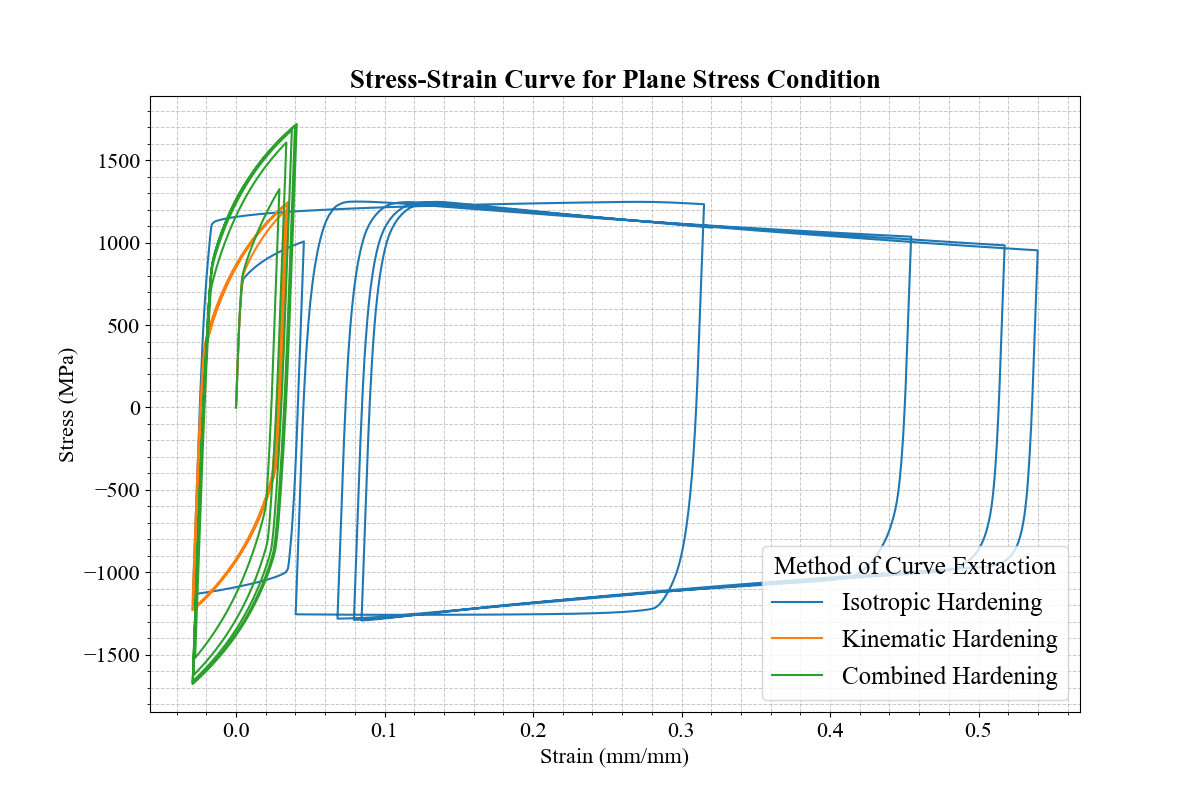 Stress-Strain Curve for Plane Stress Condition
1500
1000
500
0
−500
−1000
−1500
Stress (MPa)
0.0 0.1 0.2 0.3 0.4 0.5
Strain (mm/mm)
Method of Curve Extraction
Isotropic Hardening
Kinematic Hardening
Combined Hardening